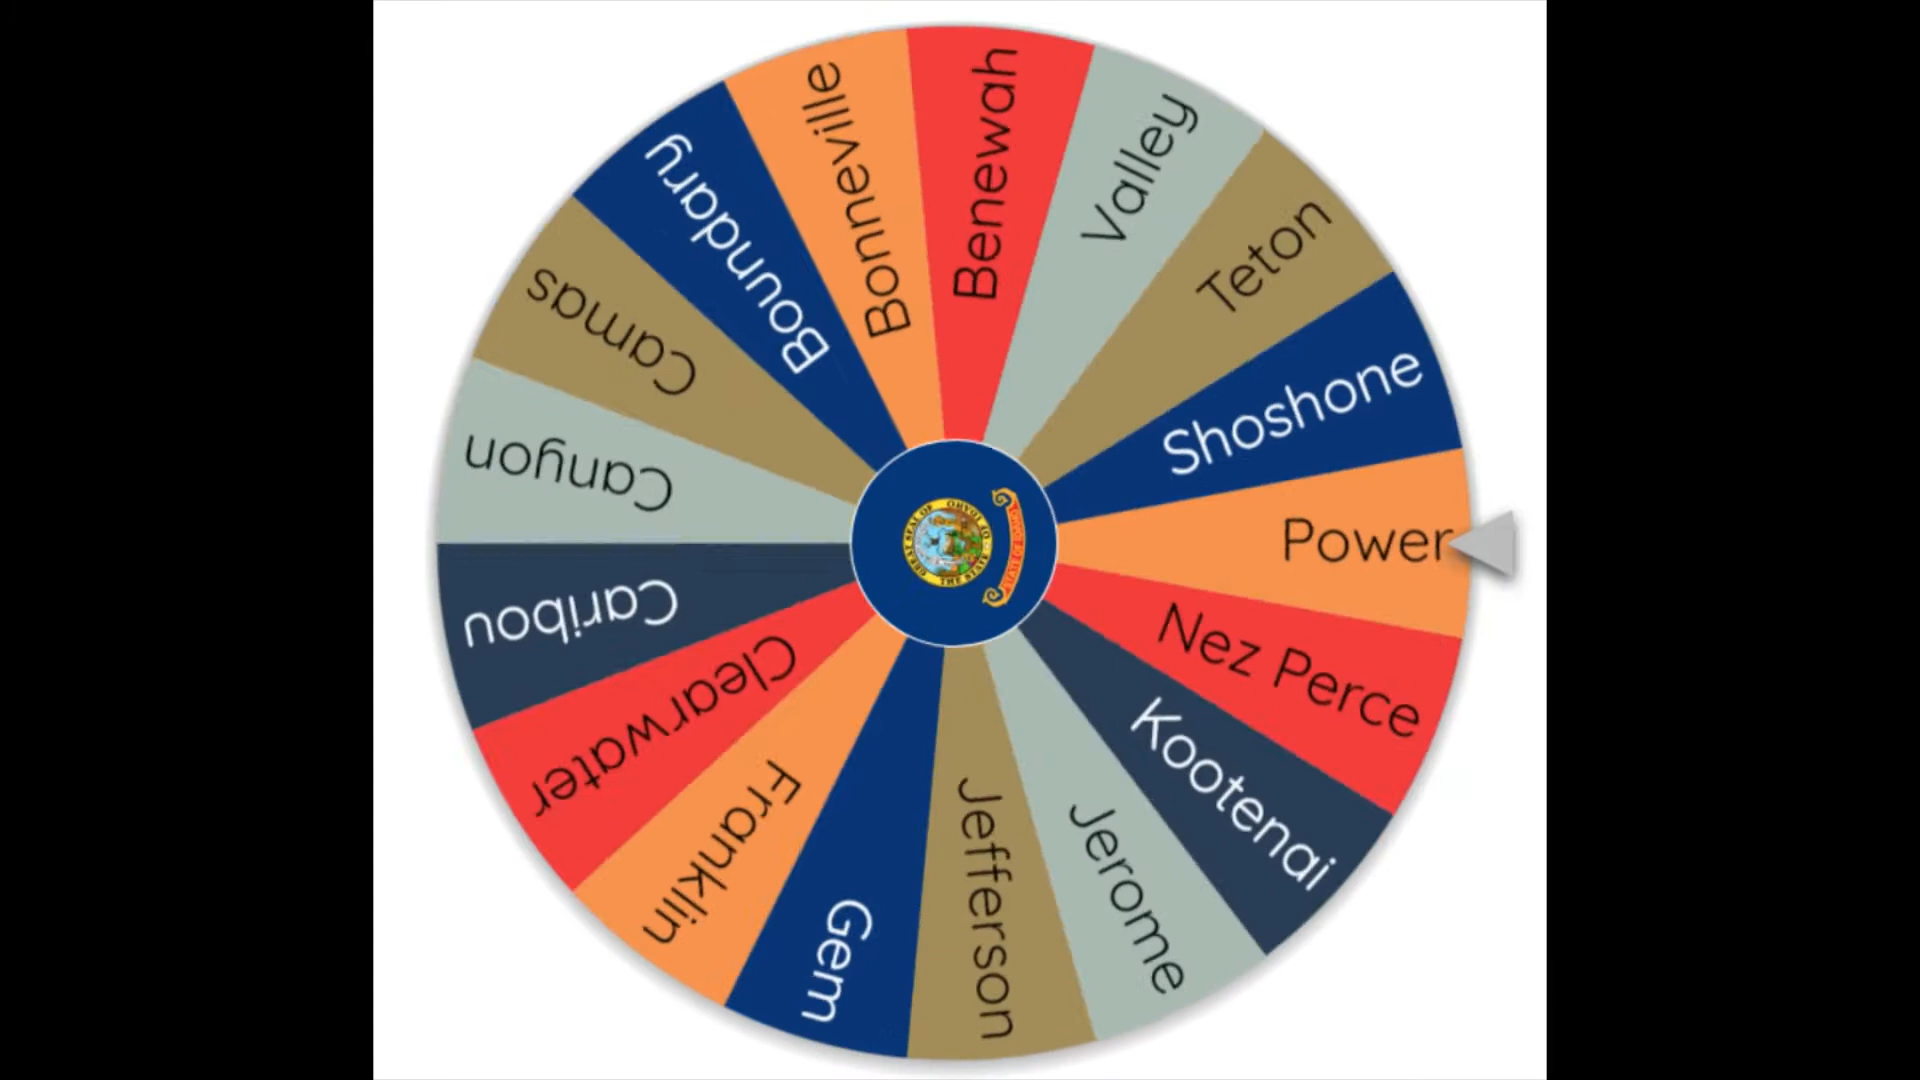 Benewah
Valley
Teton
Shoshone
Power
Nez Perce
Kootenai
Jerome
Jefferson
Gem
Franklin
Clearwater
Caribou
Canyon
Camas
Boundary
Bonneville